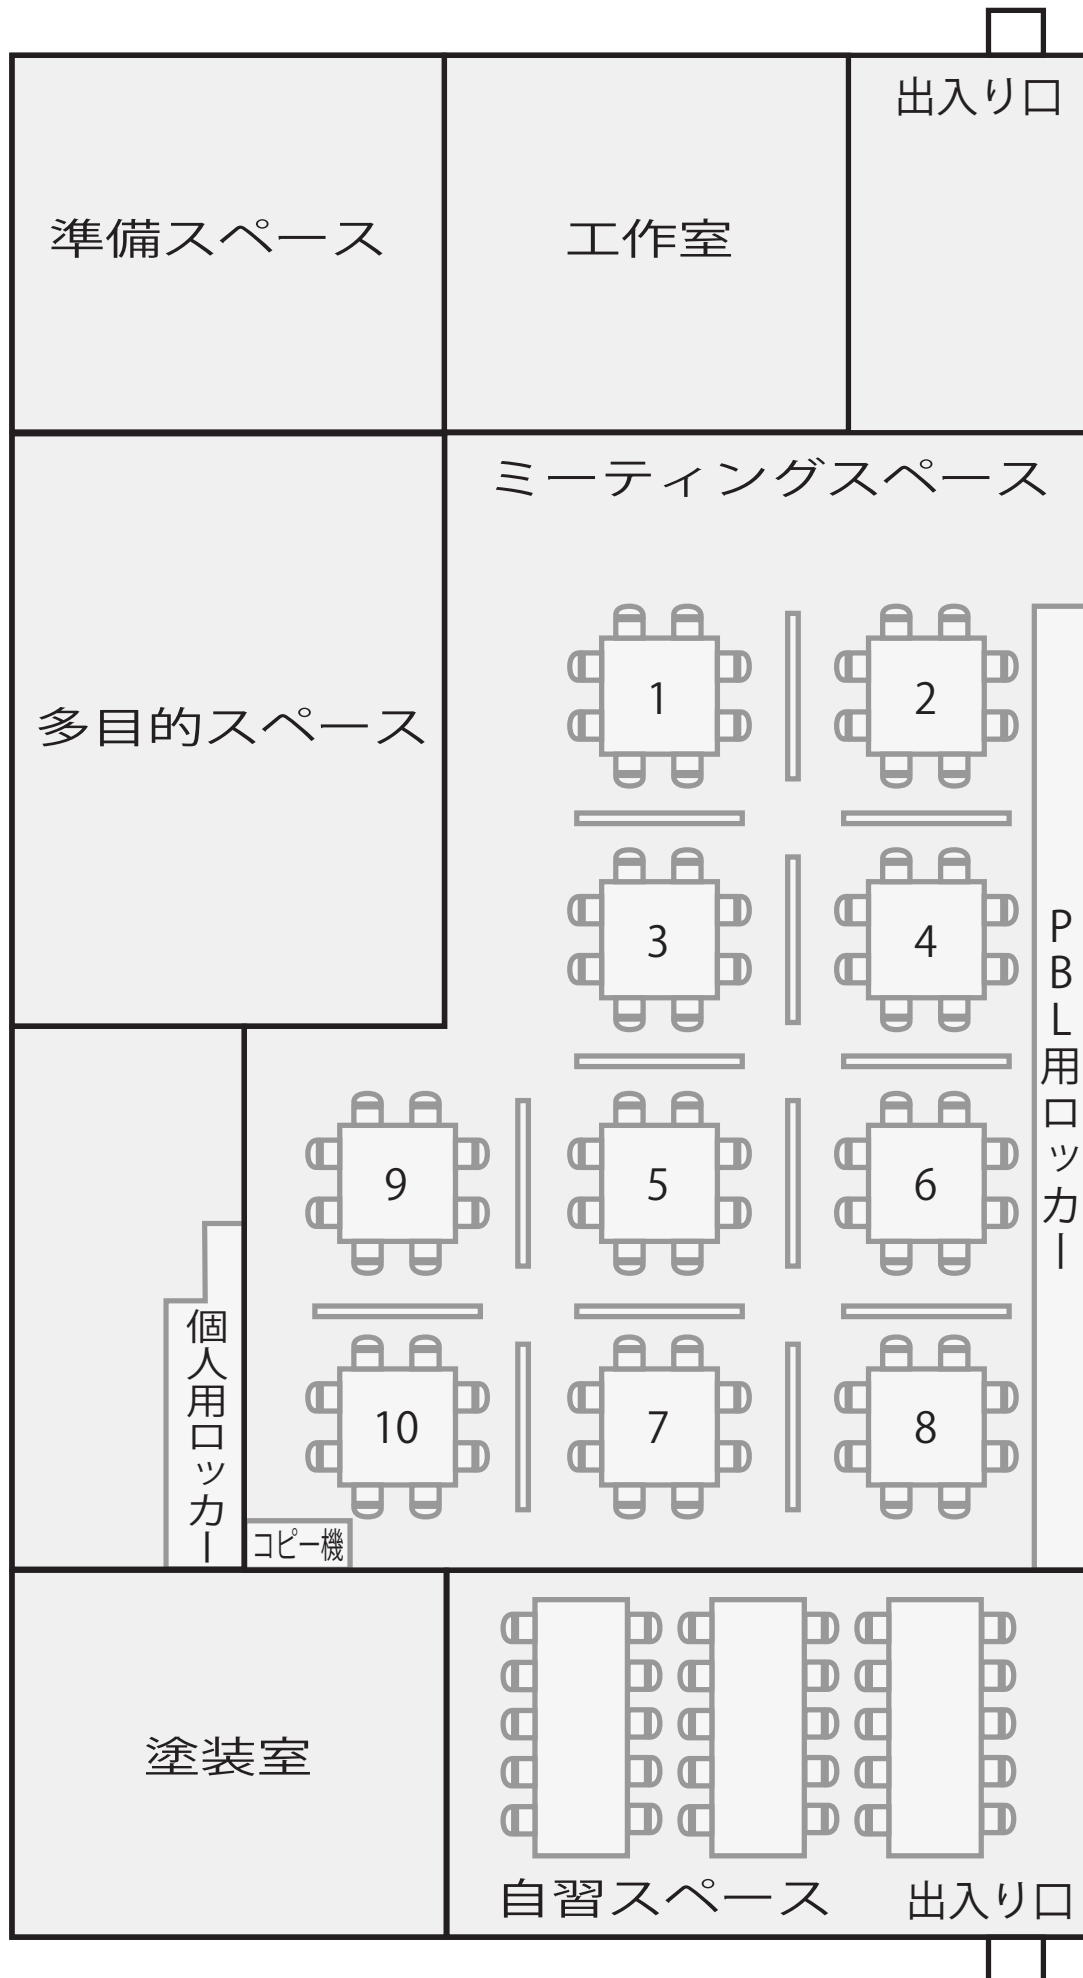 出入り口
準備スペース
工作室
ミーティングスペース
1
2
多目的スペース
3
4
PBL用ロッカー
9
5
6
個人用ロッカー
10
7
8
コピー機
塗装室
自習スペース
出入り口